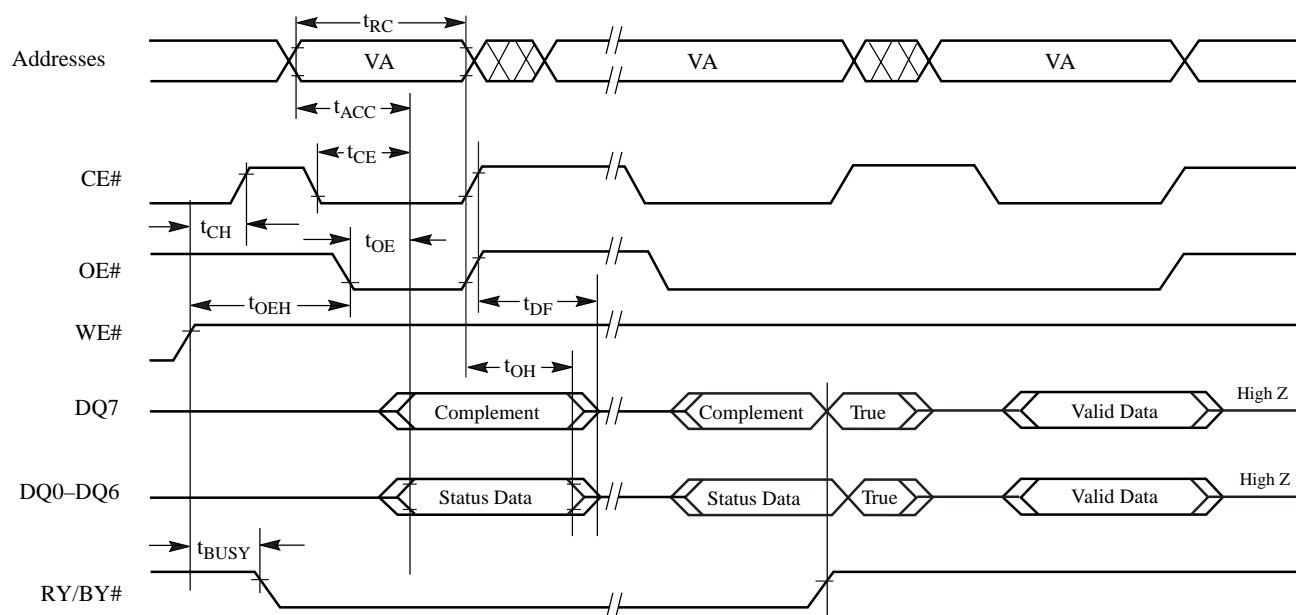 tRC
Addresses VA VA VA
tACC
tCE
CE#
tCH
tOE
OE#
tOEH
tDF
WE#
tOH
DQ7 Complement Complement True Valid Data High Z
DQ0–DQ6 Status Data Status Data True Valid Data High Z
tBUSY
RY/BY#